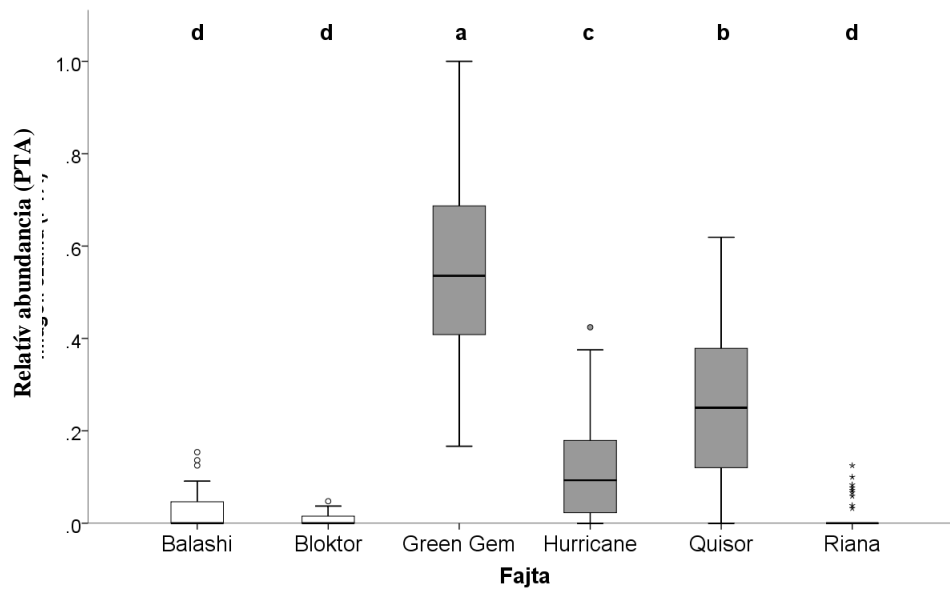 d d a c b d
1.0
.8
.6
.4
.2
.0
Relatív abundancia (PTA)
Balashi Bloktor Green Gem Hurricane Quisor Riana
Fajta